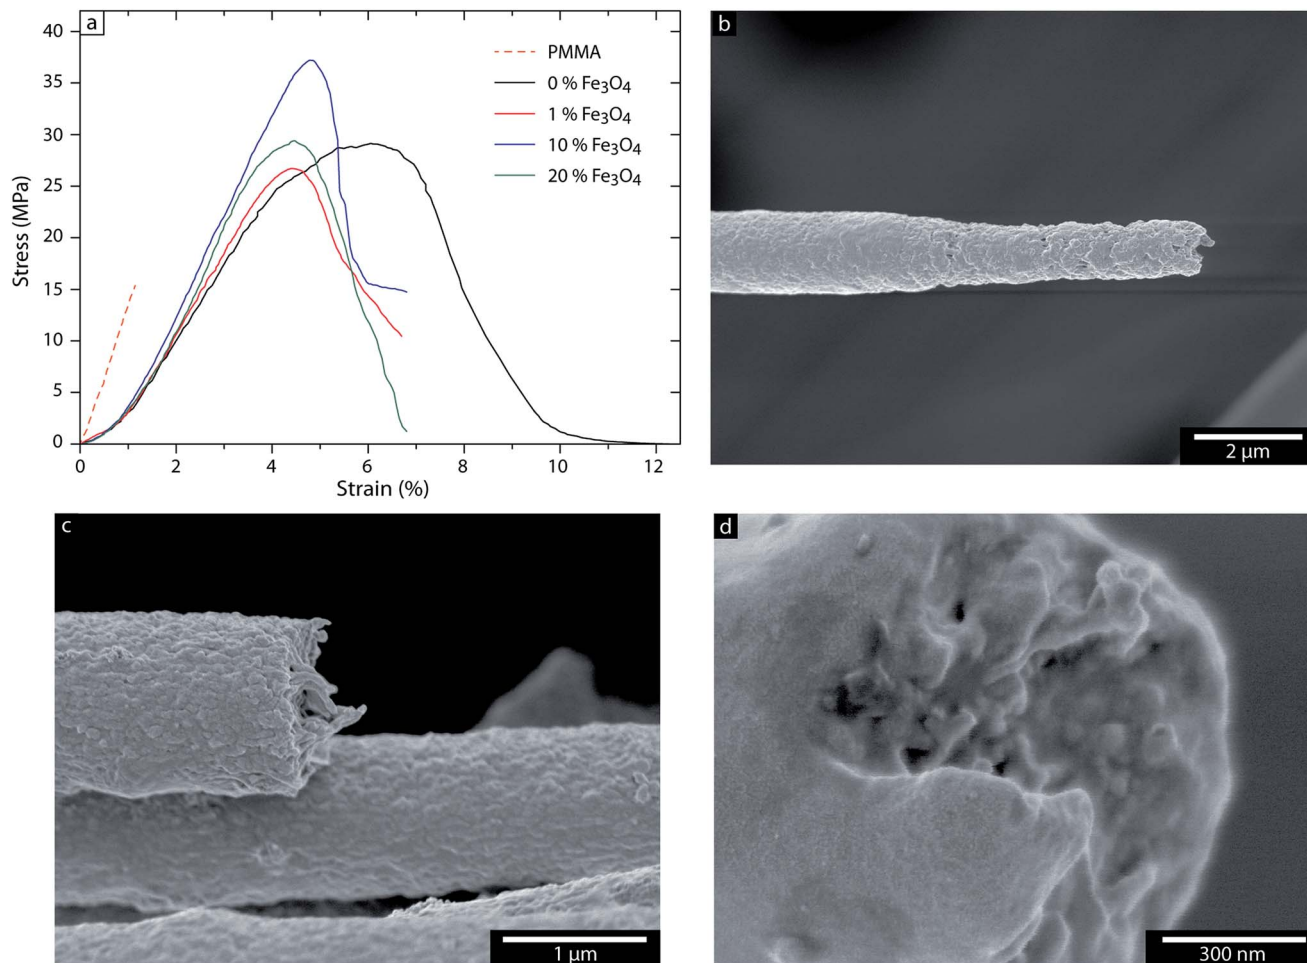 a
40
35
30
25
20
15
10
5
0
Stress (MPa)
0 2 4 6 8 10 12
Strain (%)
PMMA
0 % Fe3O4
1 % Fe3O4
10 % Fe3O4
20 % Fe3O4
b
2 µm
c
1 µm
d
300 nm